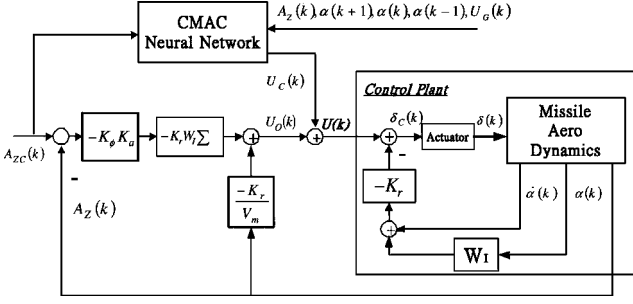 CMAC
Neural Network
A_Z(k), α(k+1), α(k), α(k−1), U_G(k)
U_C(k)
Control Plant
A_ZC(k)
−K_ϕ K_a
−K_r W_I ∑
U_O(k)
U(k)
δ_C(k)
Actuator
δ(k)
Missile
Aero
Dynamics
−
−
A_Z(k)
−K_r
V_m
−K_r
α̇(k)
α(k)
W_I